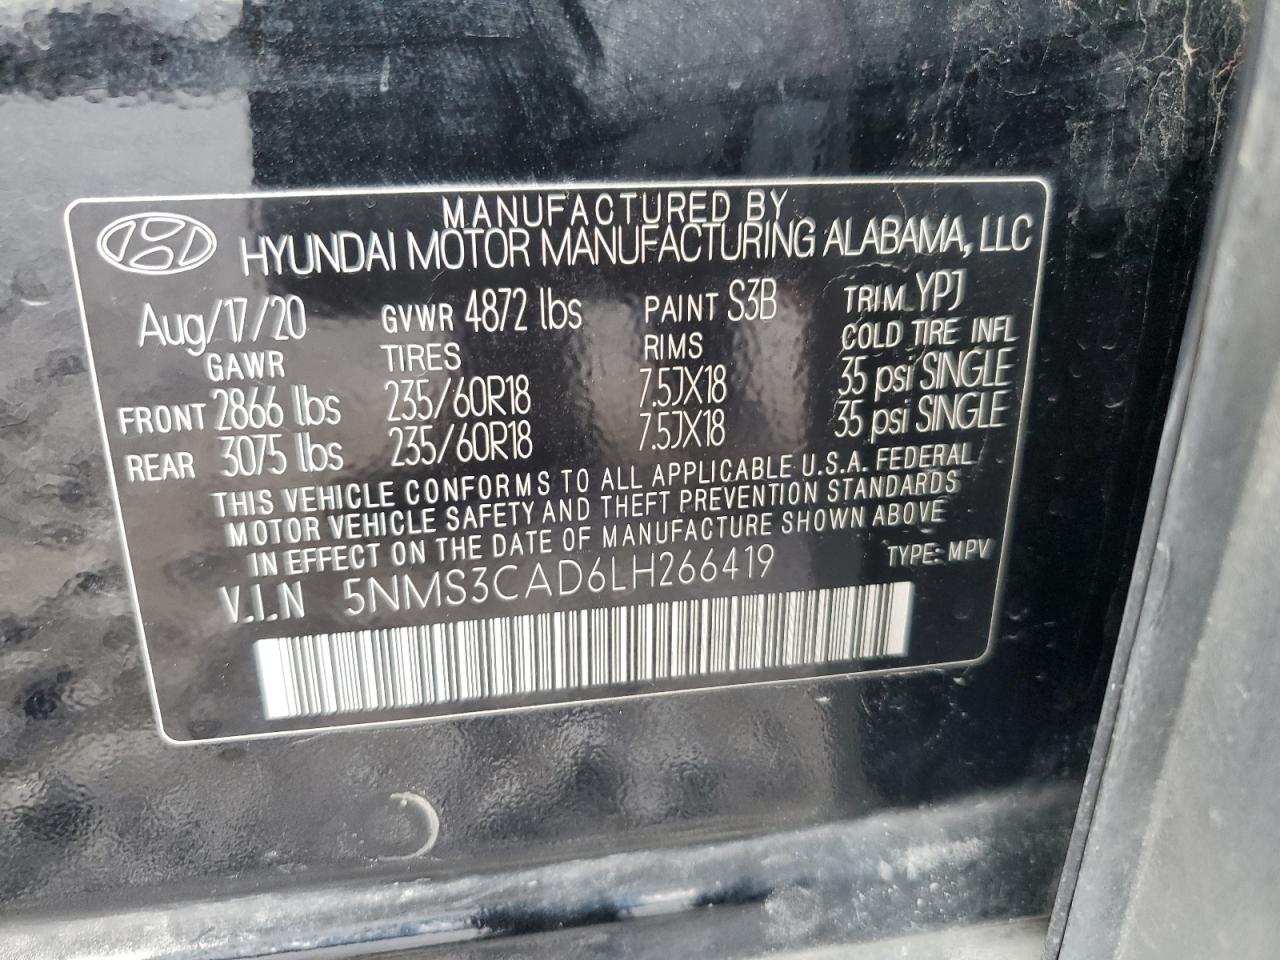 MANUFACTURED BY
HYUNDAI MOTOR MANUFACTURING ALABAMA, LLC
Aug/17/20 GVWR 4872 lbs PAINT S3B TRIM YPJ
GAWR TIRES RIMS COLD TIRE INFL
FRONT 2866 lbs 235/60R18 7.5JX18 35 psi SINGLE
REAR 3075 lbs 235/60R18 7.5JX18 35 psi SINGLE
THIS VEHICLE CONFORMS TO ALL APPLICABLE U.S.A. FEDERAL
MOTOR VEHICLE SAFETY AND THEFT PREVENTION STANDARDS
IN EFFECT ON THE DATE OF MANUFACTURE SHOWN ABOVE
V.I.N 5NMS3CAD6LH266419 TYPE: MPV